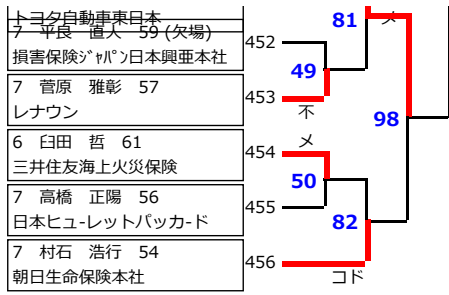 トヨタ自動車東日本
7 平良 直人 59 (欠場)
損害保険ｼﾞｬﾊﾟﾝ日本興亜本社
452
7 菅原 雅彰 57
レナウン
453
6 臼田 哲 61
三井住友海上火災保険
454
7 高橋 正陽 56
日本ヒュ-レットパッカ-ド
455
7 村石 浩行 54
朝日生命保険本社
456
49
不
メ
50
コド
81
メ
82
98